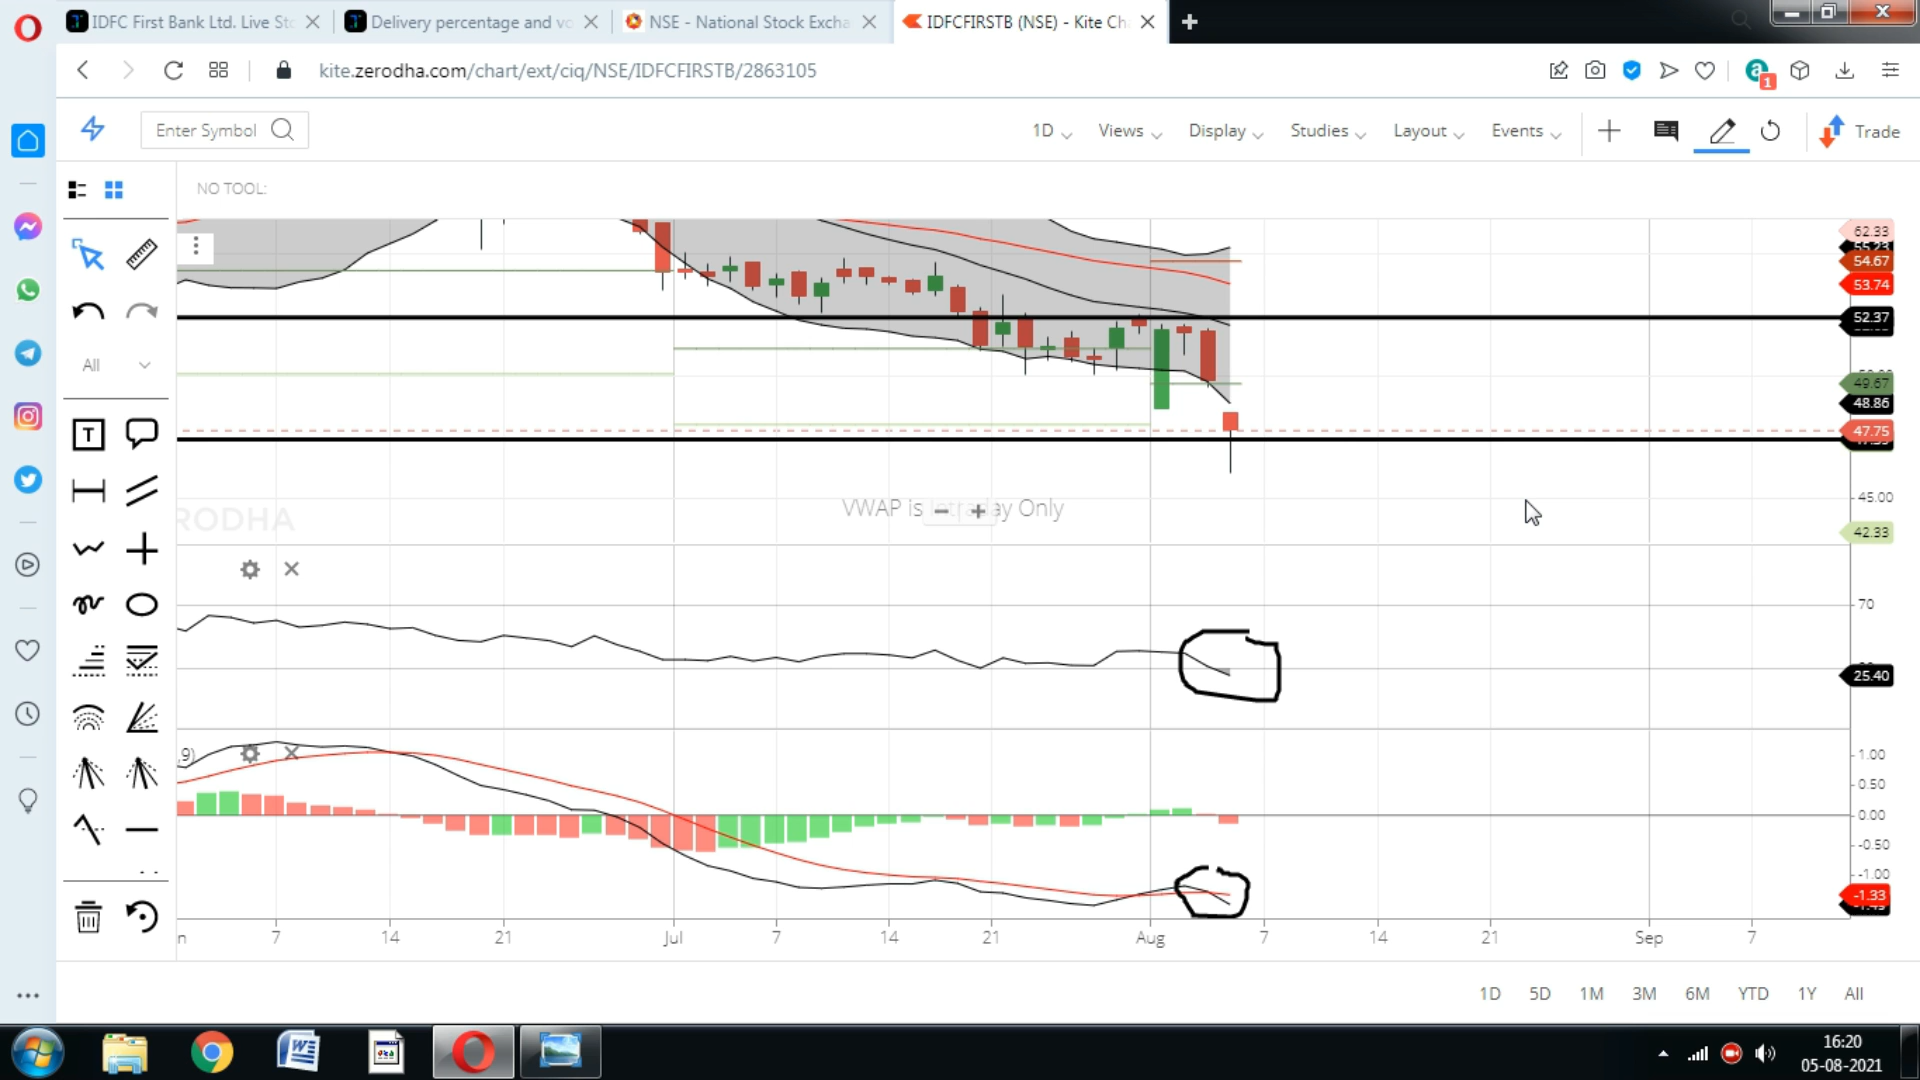 IDFC First Bank Ltd. Live Sto
Delivery percentage and vo
NSE - National Stock Excha
IDFCFIRSTB (NSE) - Kite Ch
kite.zerodha.com/chart/ext/ciq/NSE/IDFCFIRSTB/2863105
1
Enter Symbol
1D
Views
Display
Studies
Layout
Events
Trade
NO TOOL:
62.33
54.67
53.74
52.37
49.67
48.86
47.75
45.00
42.33
All
T
RODHA
VWAP is Intraday Only
70
25.40
,9)
1.00
0.50
0.00
-0.50
-1.00
-1.33
n
7
14
21
Jul
7
14
21
Aug
7
14
21
Sep
7
1D
5D
1M
3M
6M
YTD
1Y
All
16:20
05-08-2021